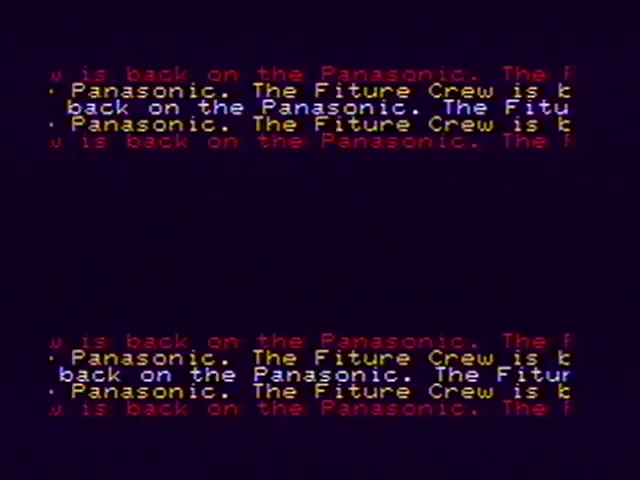 w is back on the Panasonic. The F
. Panasonic. The Fiture Crew is k
back on the Panasonic. The Fitu
. Panasonic. The Fiture Crew is k
w is back on the Panasonic. The F
w is back on the Panasonic. The F
. Panasonic. The Fiture Crew is k
back on the Panasonic. The Fitur
. Panasonic. The Fiture Crew is k
w is back on the Panasonic. The F